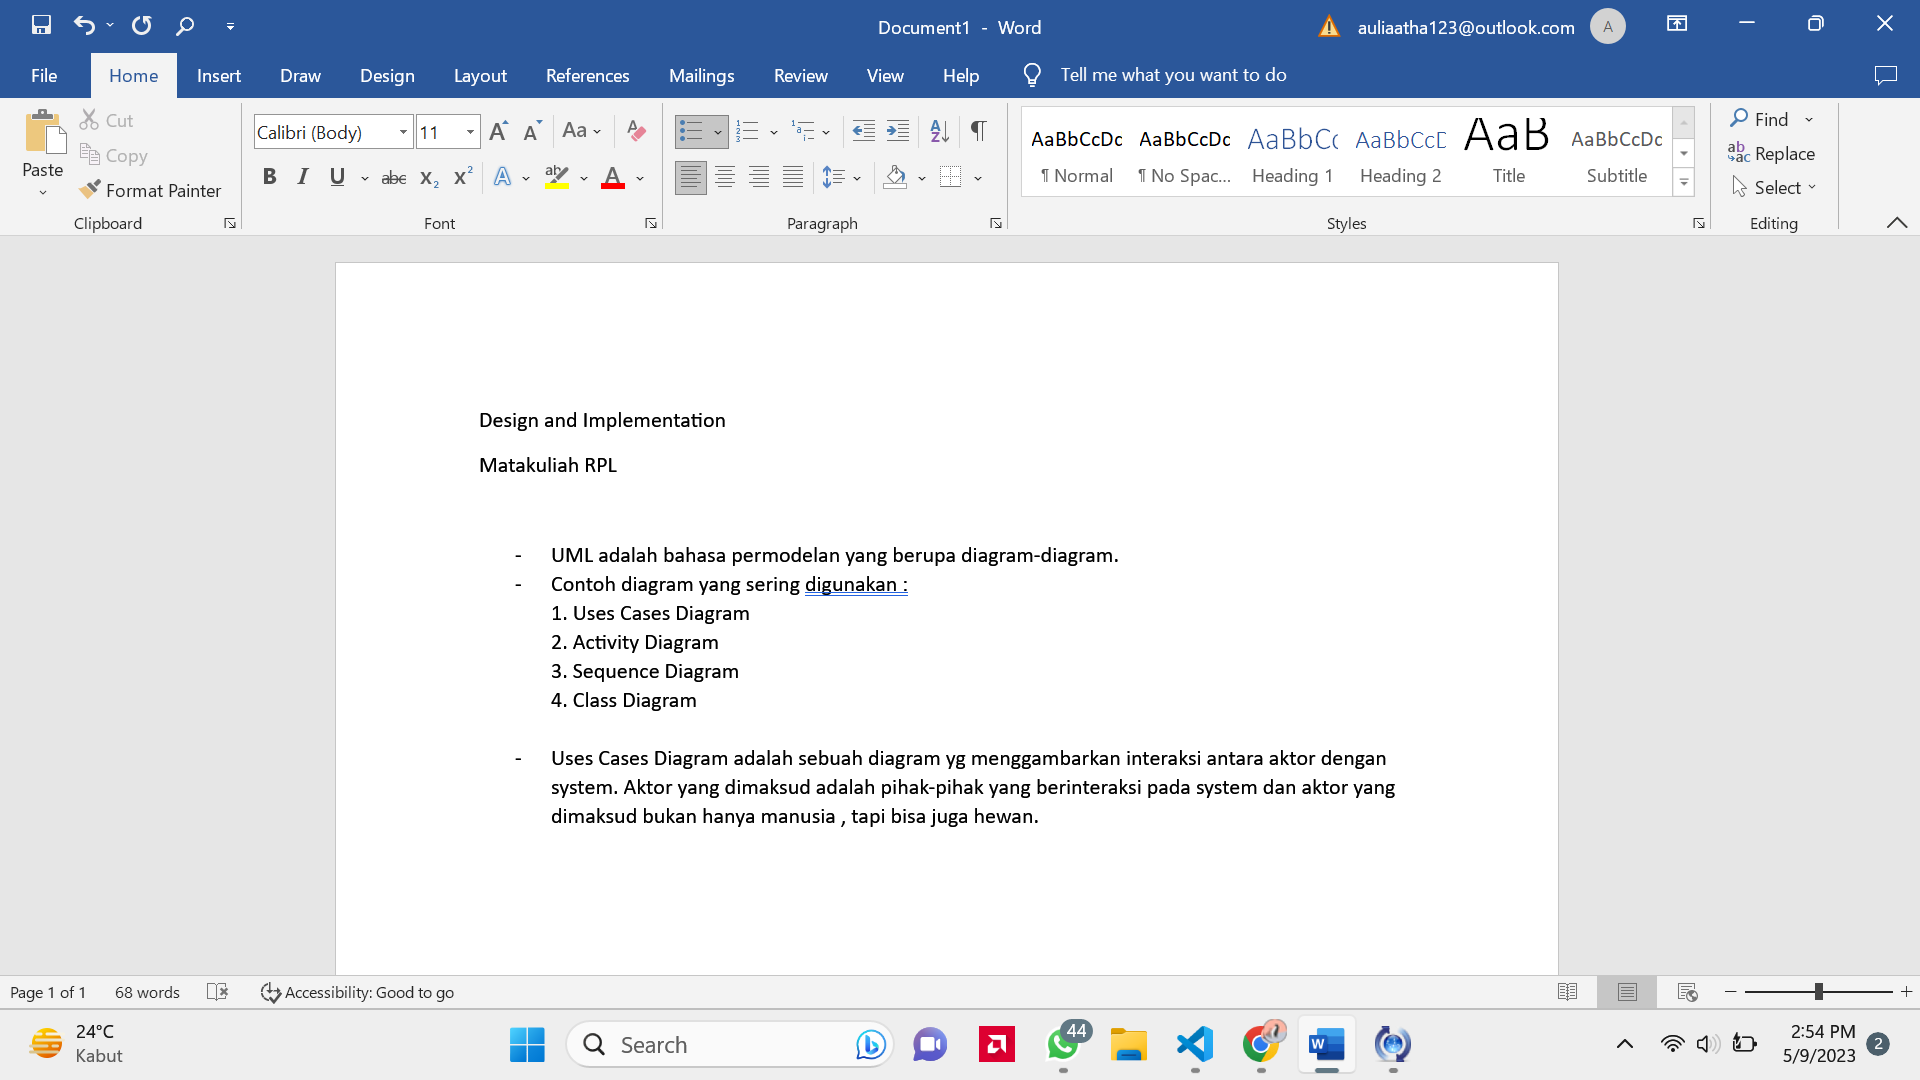 Document1 - Word
auliaatha123@outlook.com
A
File
Home
Insert
Draw
Design
Layout
References
Mailings
Review
View
Help
Tell me what you want to do
Paste
Cut
Copy
Format Painter
Clipboard
Calibri (Body)
11
Aa
B I U abc X₂ X²
Font
Paragraph
AaBbCcDc
¶ Normal
AaBbCcDc
¶ No Spac...
AaBbCc
Heading 1
AaBbCcD
Heading 2
AaB
Title
AaBbCcDc
Subtitle
Styles
Find
Replace
Select
Editing
Design and Implementation
Matakuliah RPL
- UML adalah bahasa permodelan yang berupa diagram-diagram.
- Contoh diagram yang sering digunakan :
1. Uses Cases Diagram
2. Activity Diagram
3. Sequence Diagram
4. Class Diagram
- Uses Cases Diagram adalah sebuah diagram yg menggambarkan interaksi antara aktor dengan
system. Aktor yang dimaksud adalah pihak-pihak yang berinteraksi pada system dan aktor yang
dimaksud bukan hanya manusia , tapi bisa juga hewan.
Page 1 of 1
68 words
Accessibility: Good to go
24°C
Kabut
Search
44
2:54 PM
5/9/2023
2